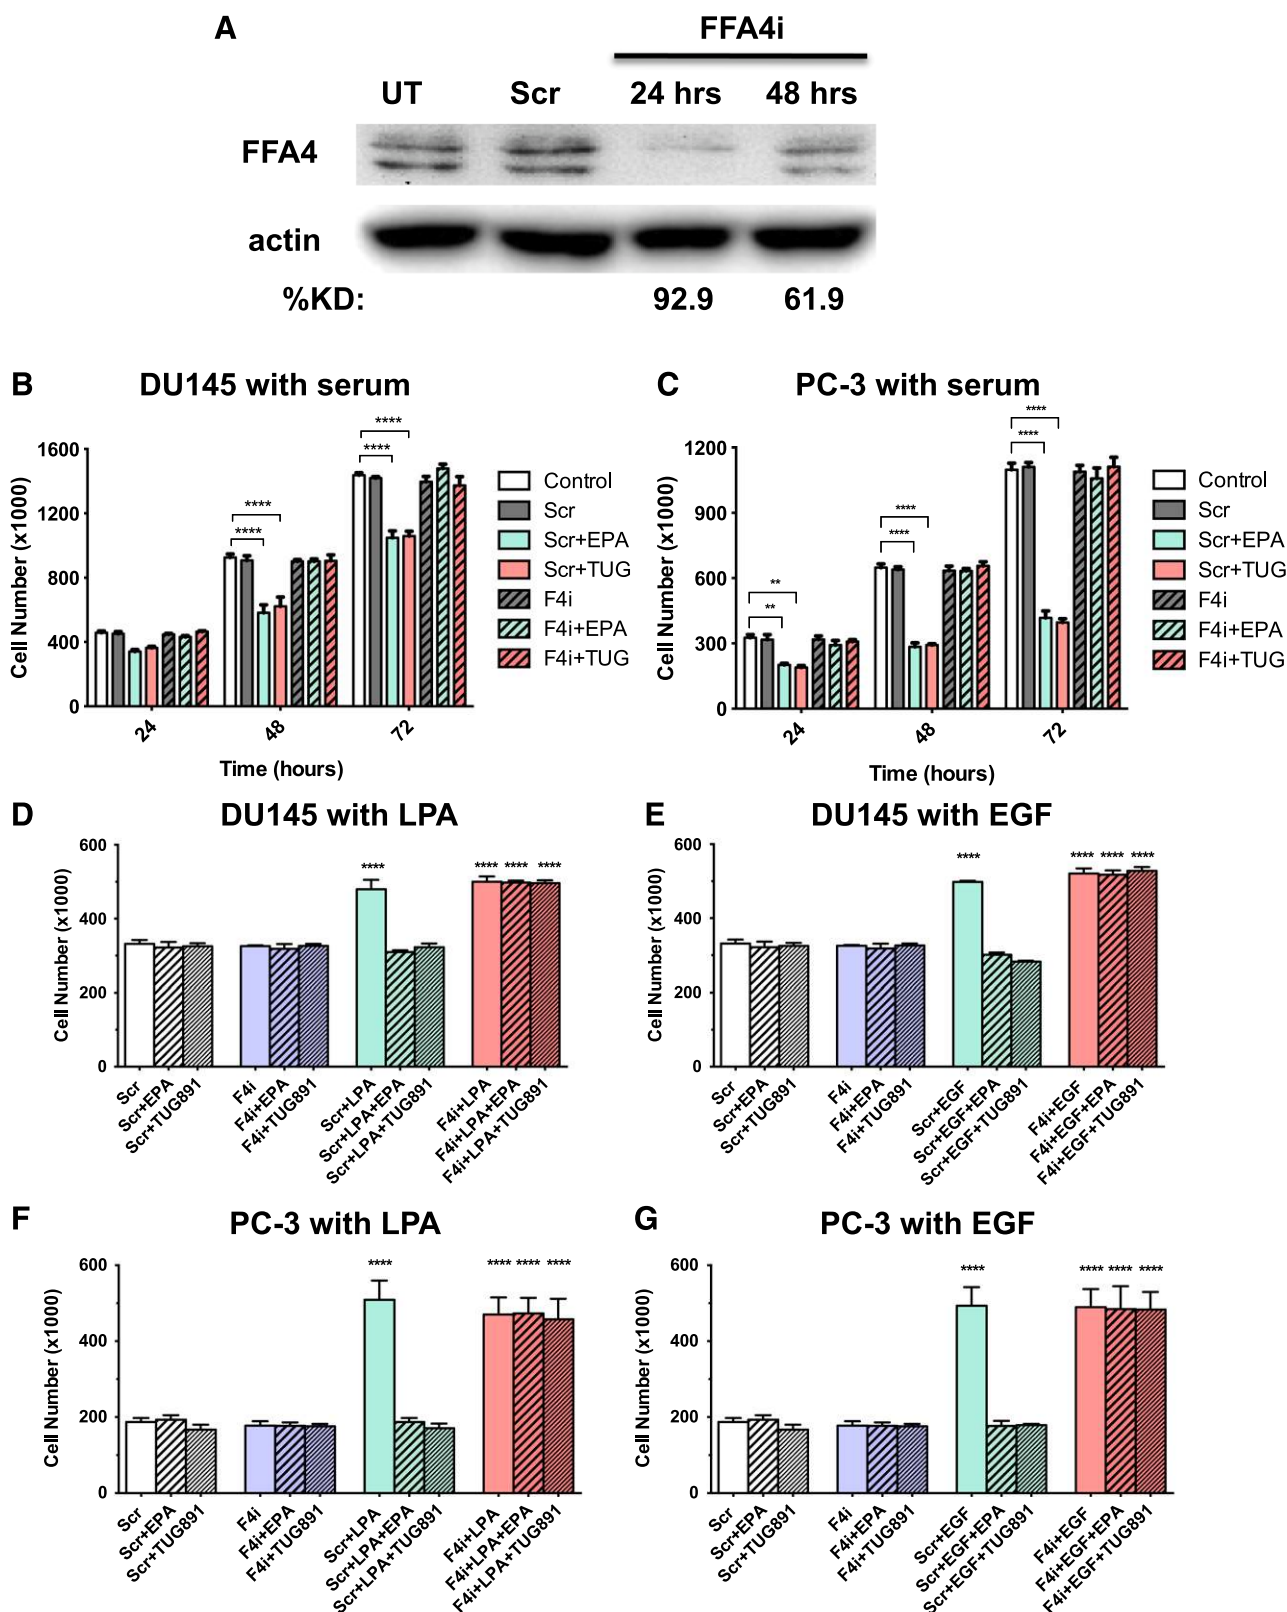 A
FFA4i
UT Scr 24 hrs 48 hrs
FFA4
actin
%KD: 92.9 61.9
B
DU145 with serum
**** **** **** ****
Cell Number (x1000)
1600
1200
800
400
0
24 48 72
Time (hours)
Control
Scr
Scr+EPA
Scr+TUG
F4i
F4i+EPA
F4i+TUG
C
PC-3 with serum
** ** **** **** **** ****
Cell Number (x1000)
1200
900
600
300
0
24 48 72
Time (hours)
Control
Scr
Scr+EPA
Scr+TUG
F4i
F4i+EPA
F4i+TUG
D
DU145 with LPA
**** **** **** ****
Cell Number (x1000)
600
400
200
0
Scr
Scr+EPA
Scr+TUG891
F4i
F4i+EPA
F4i+TUG891
Scr+LPA
Scr+LPA+EPA
Scr+LPA+TUG891
F4i+LPA
F4i+LPA+EPA
F4i+LPA+TUG891
E
DU145 with EGF
**** **** **** ****
Cell Number (x1000)
600
400
200
0
Scr
Scr+EPA
Scr+TUG891
F4i
F4i+EPA
F4i+TUG891
Scr+EGF
Scr+EGF+EPA
Scr+EGF+TUG891
F4i+EGF
F4i+EGF+EPA
F4i+EGF+TUG891
F
PC-3 with LPA
**** **** **** ****
Cell Number (x1000)
600
400
200
0
Scr
Scr+EPA
Scr+TUG891
F4i
F4i+EPA
F4i+TUG891
Scr+LPA
Scr+LPA+EPA
Scr+LPA+TUG891
F4i+LPA
F4i+LPA+EPA
F4i+LPA+TUG891
G
PC-3 with EGF
**** **** **** ****
Cell Number (x1000)
600
400
200
0
Scr
Scr+EPA
Scr+TUG891
F4i
F4i+EPA
F4i+TUG891
Scr+EGF
Scr+EGF+EPA
Scr+EGF+TUG891
F4i+EGF
F4i+EGF+EPA
F4i+EGF+TUG891